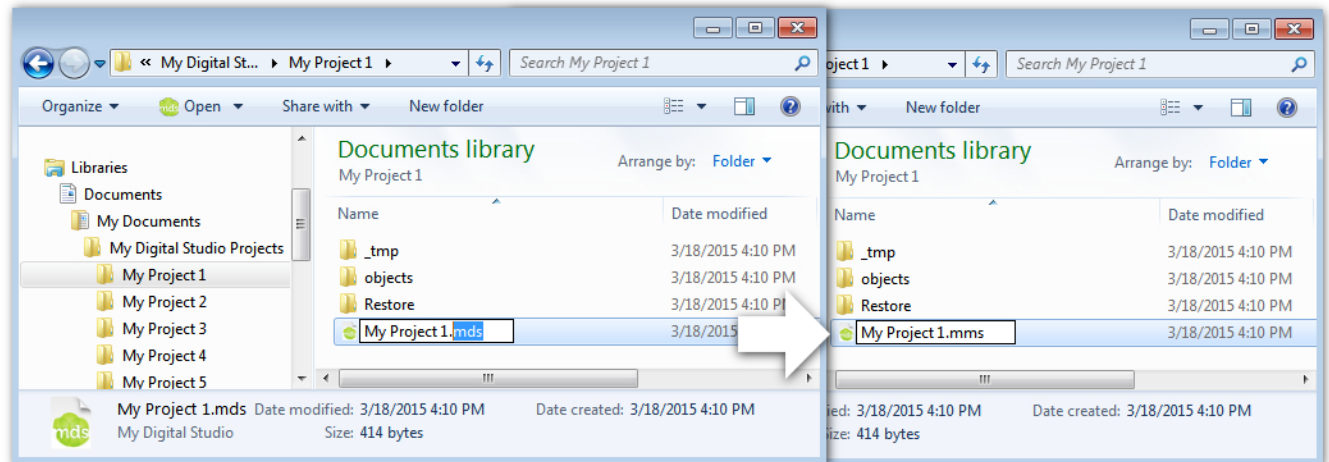 « My Digital St... My Project 1
Search My Project 1
Organize
mds Open
Share with
New folder
Libraries
Documents
My Documents
My Digital Studio Projects
My Project 1
My Project 2
My Project 3
My Project 4
My Project 5
Documents library
My Project 1
Arrange by: Folder
Name
Date modified
_tmp
3/18/2015 4:10 PM
objects
3/18/2015 4:10 PM
Restore
3/18/2015 4:10 P
My Project 1.mds
3/18/2015
My Project 1.mds Date modified: 3/18/2015 4:10 PM Date created: 3/18/2015 4:10 PM
mds
My Digital Studio Size: 414 bytes
oject 1
Search My Project 1
with
New folder
Documents library
My Project 1
Arrange by: Folder
Name
Date modified
_tmp
3/18/2015 4:10 PM
objects
3/18/2015 4:10 PM
Restore
3/18/2015 4:10 PM
My Project 1.mms
3/18/2015 4:10 PM
ied: 3/18/2015 4:10 PM Date created: 3/18/2015 4:10 PM
ize: 414 bytes